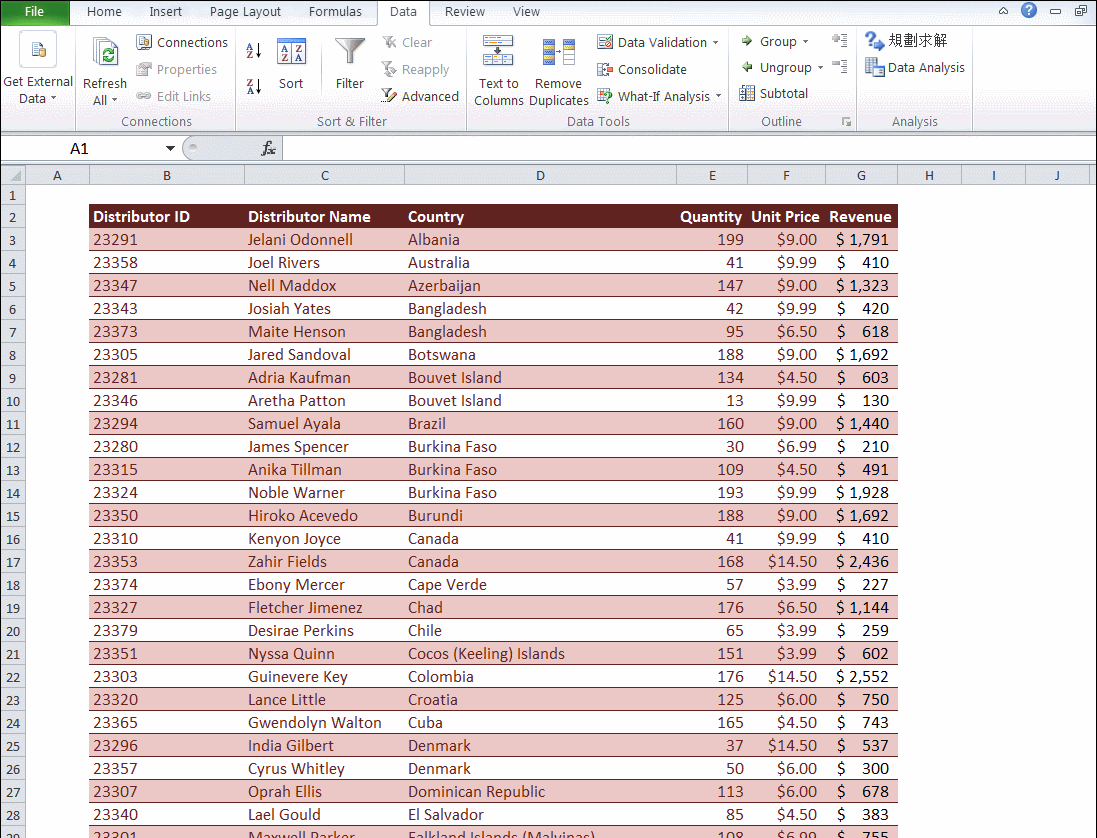 File Home Insert Page Layout Formulas Data Review View
Get External Data
Refresh All
Connections
Properties
Edit Links
Connections
Sort
Filter
Clear
Reapply
Advanced
Sort & Filter
Text to Columns
Remove Duplicates
Data Validation
Consolidate
What-If Analysis
Data Tools
Group
Ungroup
Subtotal
Outline
規劃求解
Data Analysis
Analysis
A1 fx
A B C D E F G H I J
1
2 Distributor ID Distributor Name Country Quantity Unit Price Revenue
3 23291 Jelani Odonnell Albania 199 $9.00 $ 1,791
4 23358 Joel Rivers Australia 41 $9.99 $ 410
5 23347 Nell Maddox Azerbaijan 147 $9.00 $ 1,323
6 23343 Josiah Yates Bangladesh 42 $9.99 $ 420
7 23373 Maite Henson Bangladesh 95 $6.50 $ 618
8 23305 Jared Sandoval Botswana 188 $9.00 $ 1,692
9 23281 Adria Kaufman Bouvet Island 134 $4.50 $ 603
10 23346 Aretha Patton Bouvet Island 13 $9.99 $ 130
11 23294 Samuel Ayala Brazil 160 $9.00 $ 1,440
12 23280 James Spencer Burkina Faso 30 $6.99 $ 210
13 23315 Anika Tillman Burkina Faso 109 $4.50 $ 491
14 23324 Noble Warner Burkina Faso 193 $9.99 $ 1,928
15 23350 Hiroko Acevedo Burundi 188 $9.00 $ 1,692
16 23310 Kenyon Joyce Canada 41 $9.99 $ 410
17 23353 Zahir Fields Canada 168 $14.50 $ 2,436
18 23374 Ebony Mercer Cape Verde 57 $3.99 $ 227
19 23327 Fletcher Jimenez Chad 176 $6.50 $ 1,144
20 23379 Desirae Perkins Chile 65 $3.99 $ 259
21 23351 Nyssa Quinn Cocos (Keeling) Islands 151 $3.99 $ 602
22 23303 Guinevere Key Colombia 176 $14.50 $ 2,552
23 23320 Lance Little Croatia 125 $6.00 $ 750
24 23365 Gwendolyn Walton Cuba 165 $4.50 $ 743
25 23296 India Gilbert Denmark 37 $14.50 $ 537
26 23357 Cyrus Whitley Denmark 50 $6.00 $ 300
27 23307 Oprah Ellis Dominican Republic 113 $6.00 $ 678
28 23340 Lael Gould El Salvador 85 $4.50 $ 383
29 23301 Maxwell Parker Falkland Islands (Malvinas) 108 $6.99 $ 755